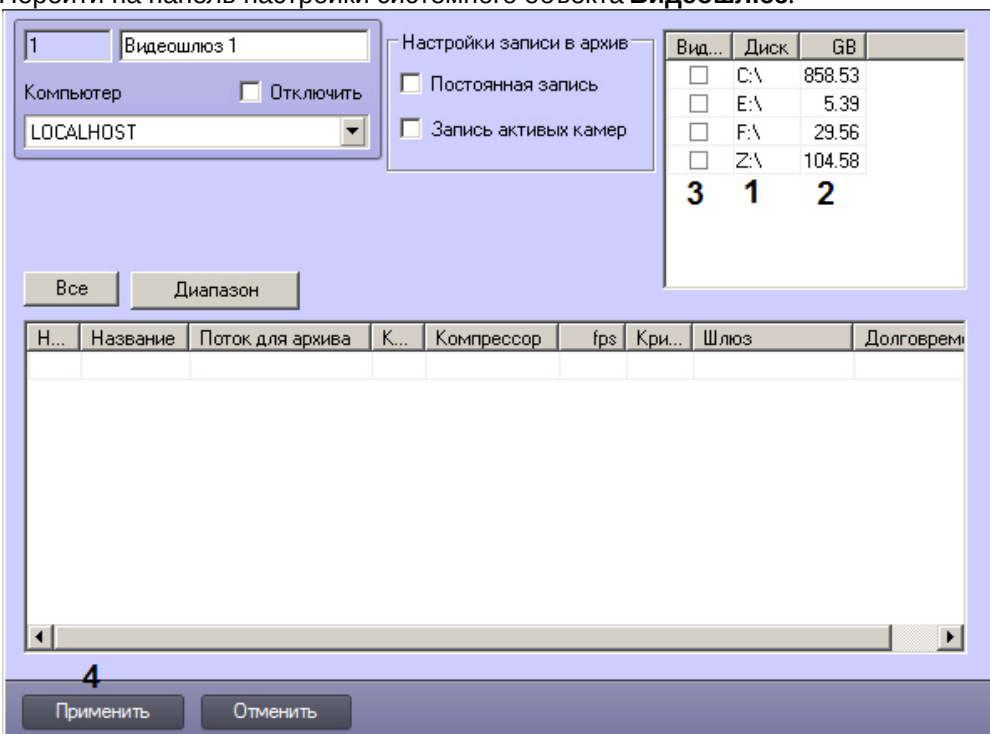 Перейти на панель настройки системного объекта Видеошлюз.
1 Видеошлюз 1
Компьютер Отключить
LOCALHOST
Настройки записи в архив
Постоянная запись
Запись активых камер
Вид... Диск GB
C:\ 858.53
E:\ 5.39
F:\ 29.56
Z:\ 104.58
3 1 2
Все Диапазон
Н... Название Поток для архива К... Компрессор fps Кри... Шлюз Долговреме
4
Применить Отменить